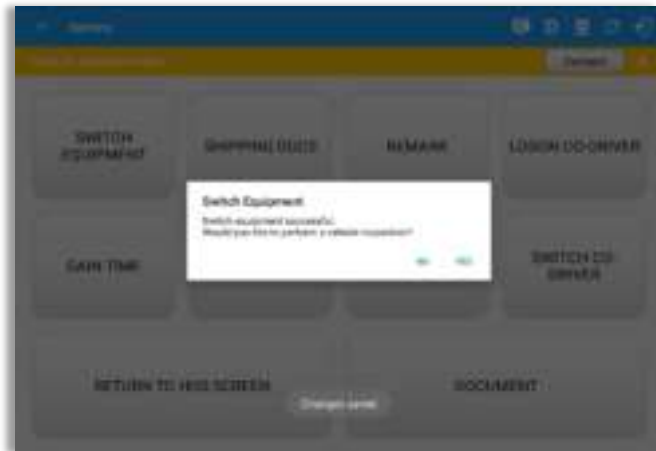 SWITCH
EQUIPMENT
SHIPPING DOCS
REMARK
LOGON CO-DRIVER
Switch Equipment
Switch equipment successful.
Would you like to perform a vehicle inspection?
NO
YES
GAIN TIME
SWITCH CO-
DRIVER
RETURN TO HOS SCREEN
DOCUMENT
Changes saved